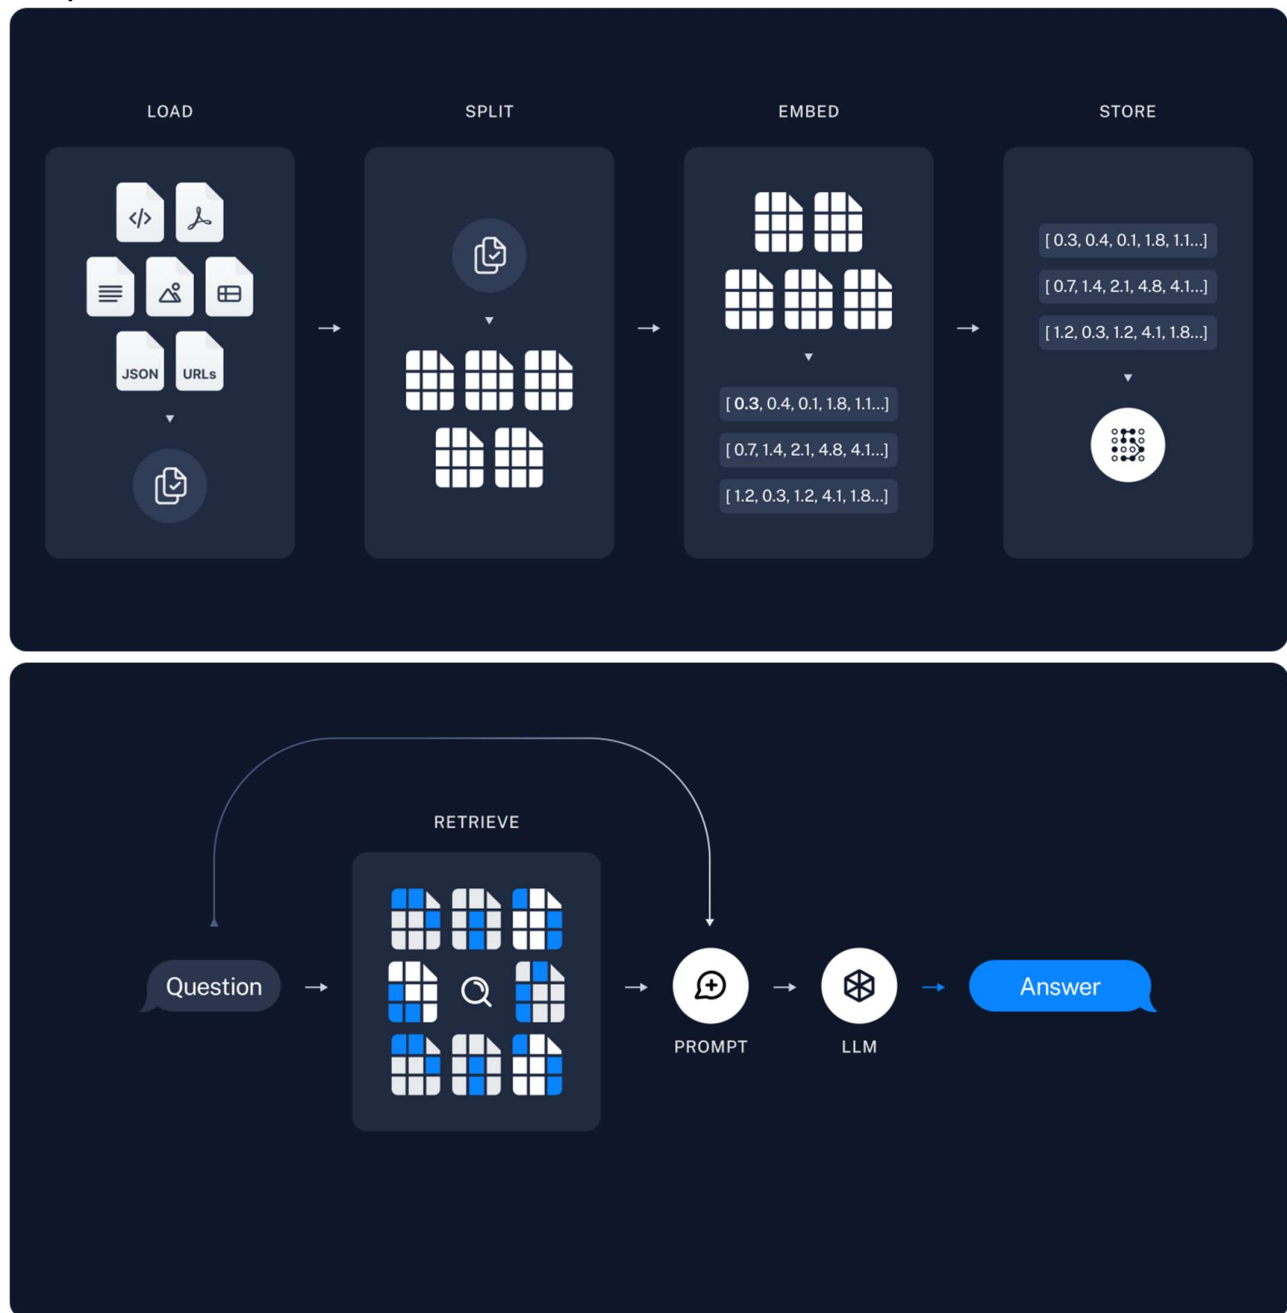 LOAD
SPLIT
EMBED
STORE
</>
JSON
URLs
[ 0.3, 0.4, 0.1, 1.8, 1.1...]
[ 0.7, 1.4, 2.1, 4.8, 4.1...]
[ 1.2, 0.3, 1.2, 4.1, 1.8...]
[ 0.3, 0.4, 0.1, 1.8, 1.1...]
[ 0.7, 1.4, 2.1, 4.8, 4.1...]
[ 1.2, 0.3, 1.2, 4.1, 1.8...]
RETRIEVE
Question
PROMPT
LLM
Answer